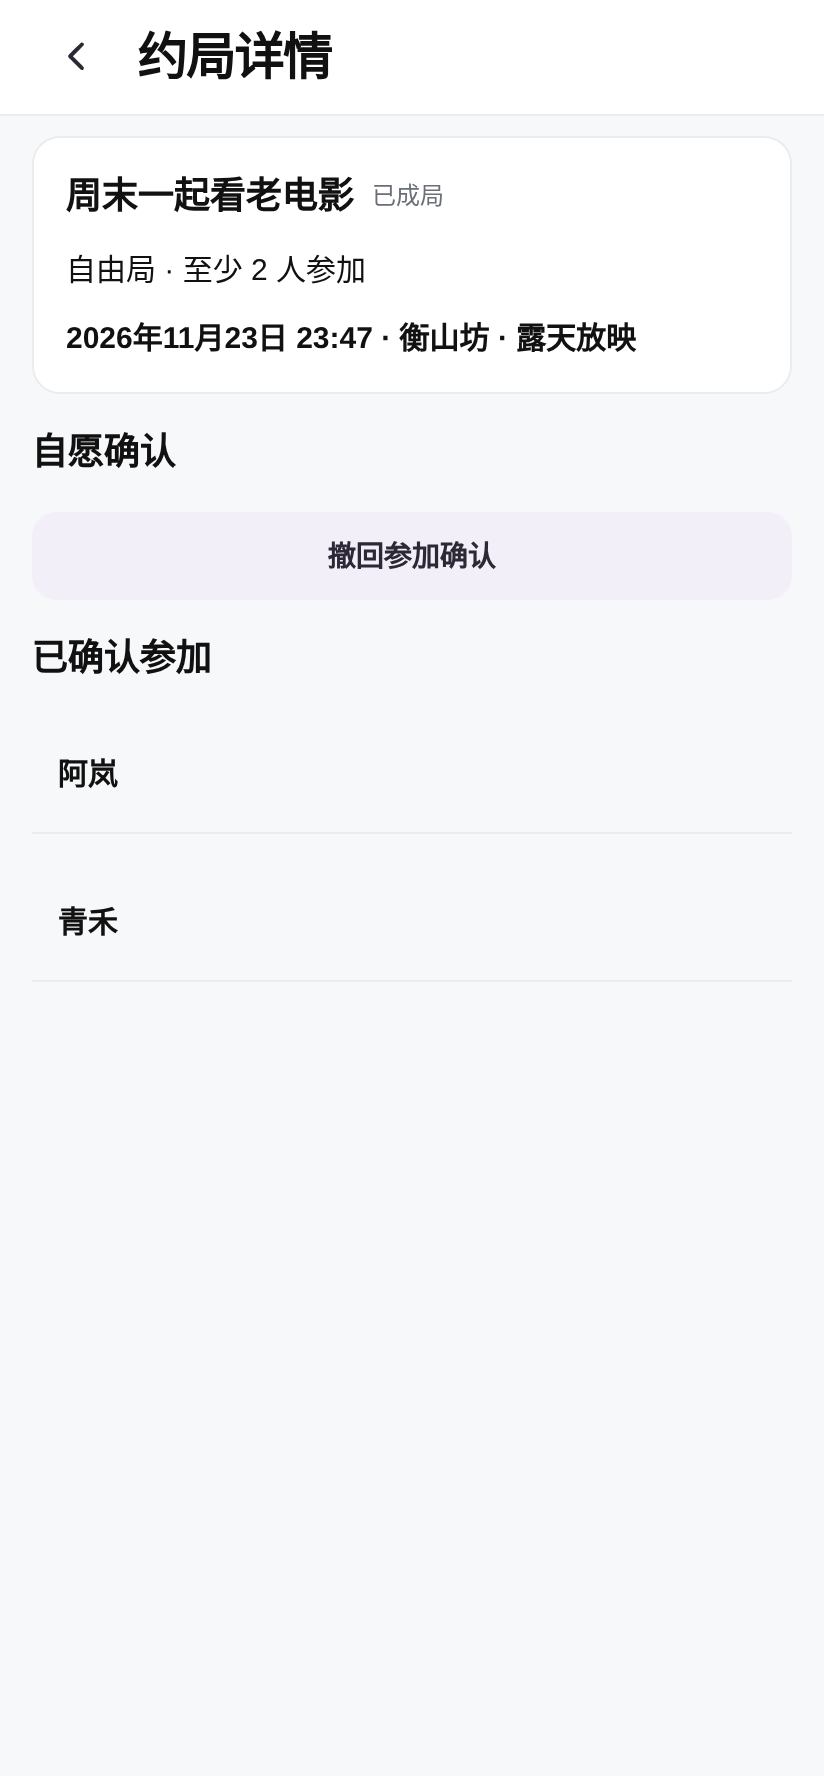 约局详情
周末一起看老电影 已成局
自由局 · 至少 2 人参加
2026年11月23日 23:47 · 衡山坊 · 露天放映
自愿确认
撤回参加确认
已确认参加
阿岚
青禾